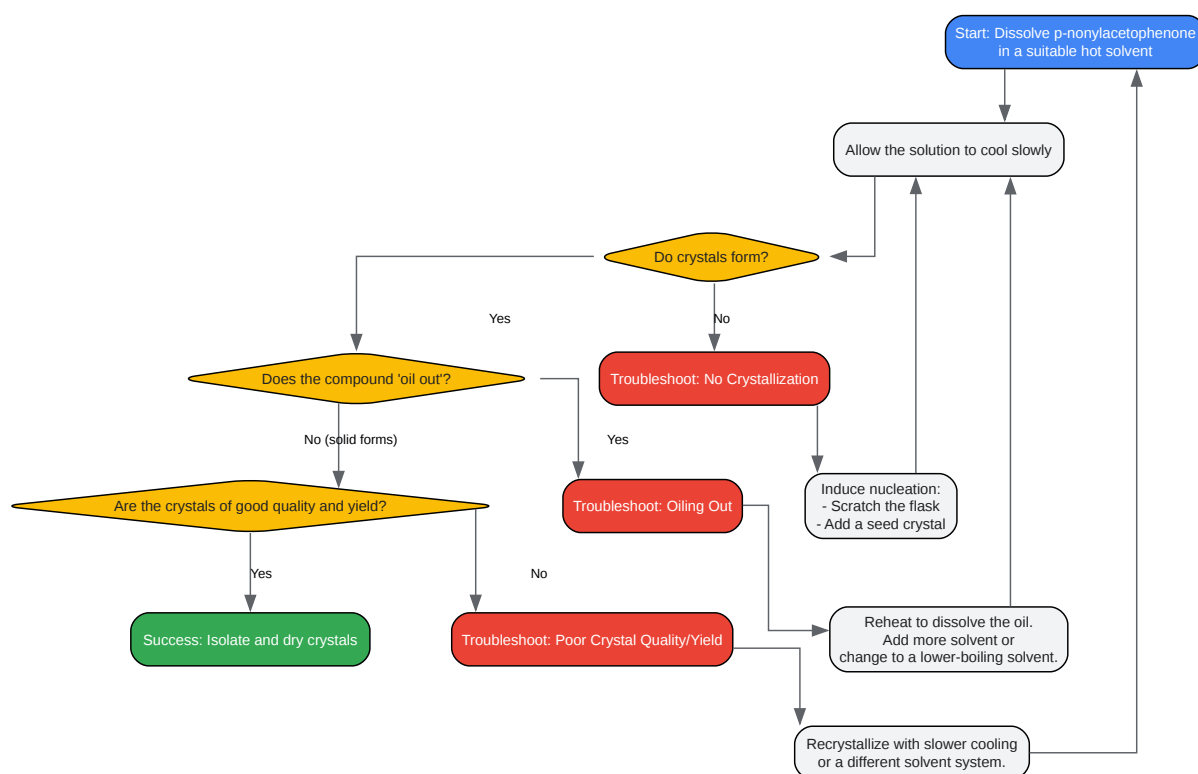 Start: Dissolve p-nonylacetophenone
in a suitable hot solvent
Allow the solution to cool slowly
Do crystals form?
Yes
No
Does the compound 'oil out'?
Troubleshoot: No Crystallization
No (solid forms)
Yes
Are the crystals of good quality and yield?
Troubleshoot: Oiling Out
Induce nucleation:
- Scratch the flask
- Add a seed crystal
Yes
No
Success: Isolate and dry crystals
Troubleshoot: Poor Crystal Quality/Yield
Reheat to dissolve the oil.
Add more solvent or
change to a lower-boiling solvent.
Recrystallize with slower cooling
or a different solvent system.